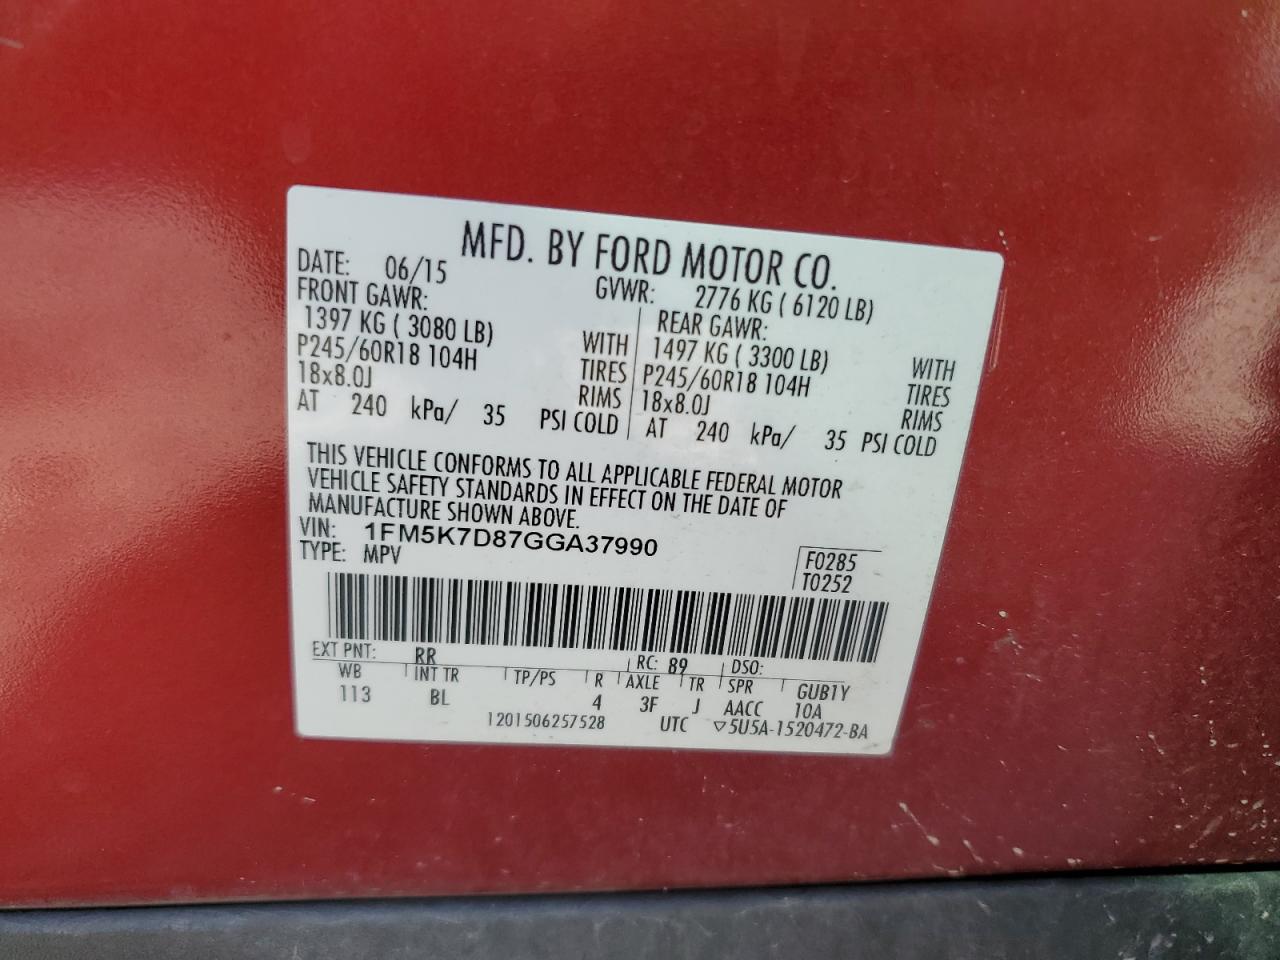 MFD. BY FORD MOTOR CO.
DATE: 06/15 GVWR: 2776 KG ( 6120 LB)
FRONT GAWR: REAR GAWR:
1397 KG ( 3080 LB) WITH 1497 KG ( 3300 LB) WITH
P245/60R18 104H TIRES P245/60R18 104H TIRES
18x8.0J RIMS 18x8.0J RIMS
AT 240 kPa/ 35 PSI COLD AT 240 kPa/ 35 PSI COLD
THIS VEHICLE CONFORMS TO ALL APPLICABLE FEDERAL MOTOR
VEHICLE SAFETY STANDARDS IN EFFECT ON THE DATE OF
MANUFACTURE SHOWN ABOVE.
VIN: 1FM5K7D87GGA37990
TYPE: MPV
F0285
T0252
EXT PNT: RR RC: 89 DSO:
WB INT TR TP/PS R AXLE TR SPR GUB1Y
113 BL 4 3F J AACC 10A
1201506257528 UTC ▽5U5A-1520472-BA